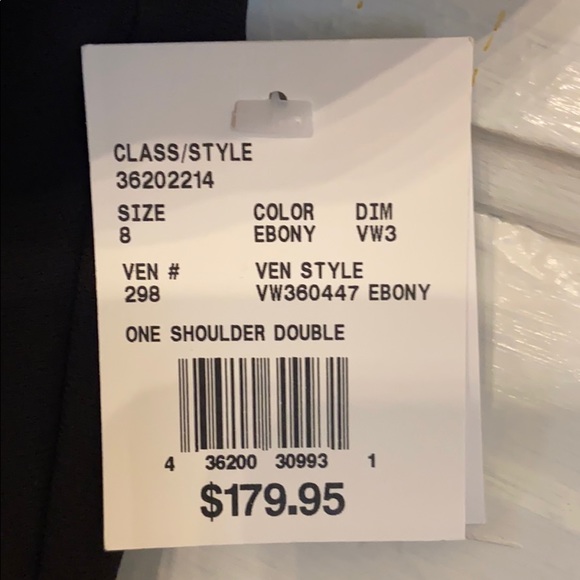 CLASS/STYLE
36202214
SIZE COLOR DIM
8 EBONY VW3
VEN # VEN STYLE
298 VW360447 EBONY
ONE SHOULDER DOUBLE
4 36200 30993 1
$179.95